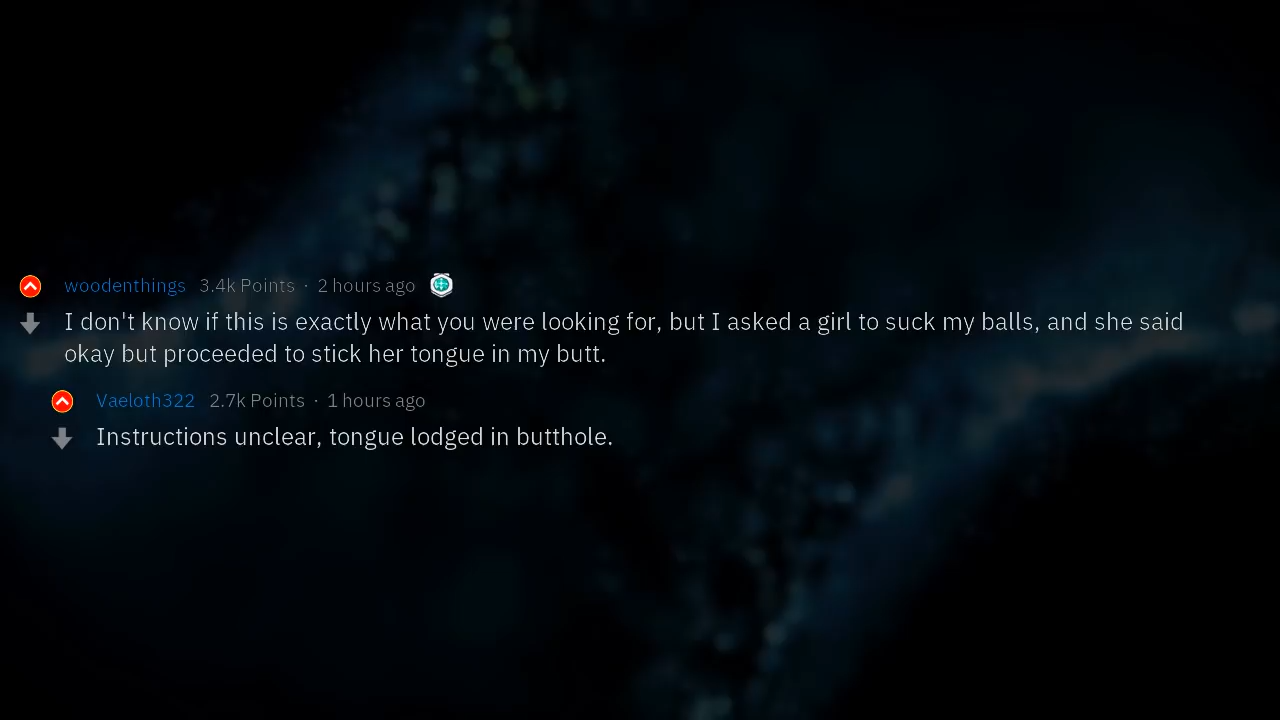 woodenthings 3.4k Points · 2 hours ago
I don't know if this is exactly what you were looking for, but I asked a girl to suck my balls, and she said
okay but proceeded to stick her tongue in my butt.
Vaeloth322 2.7k Points · 1 hours ago
Instructions unclear, tongue lodged in butthole.